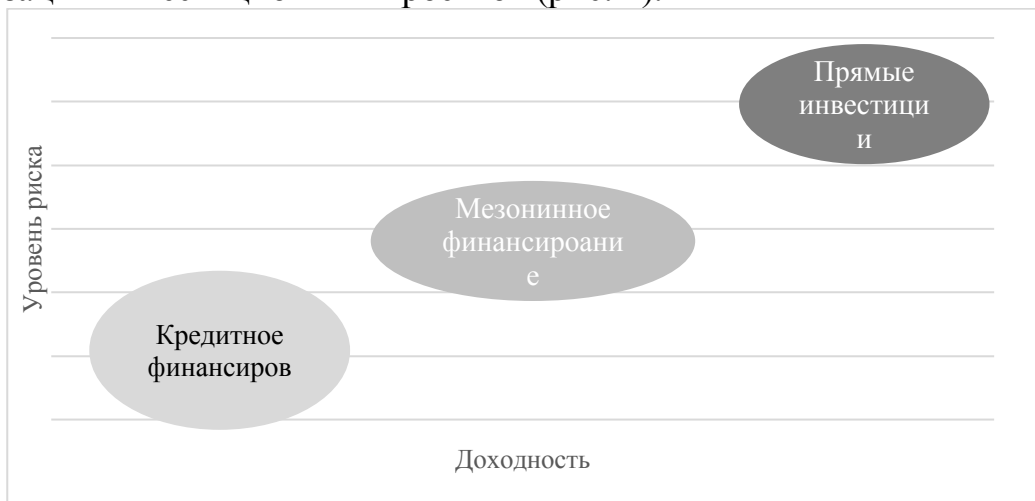 Прямые
инвестици
и
Мезонинное
финансироани
е
Кредитное
финансиров
Уровень риска
Доходность